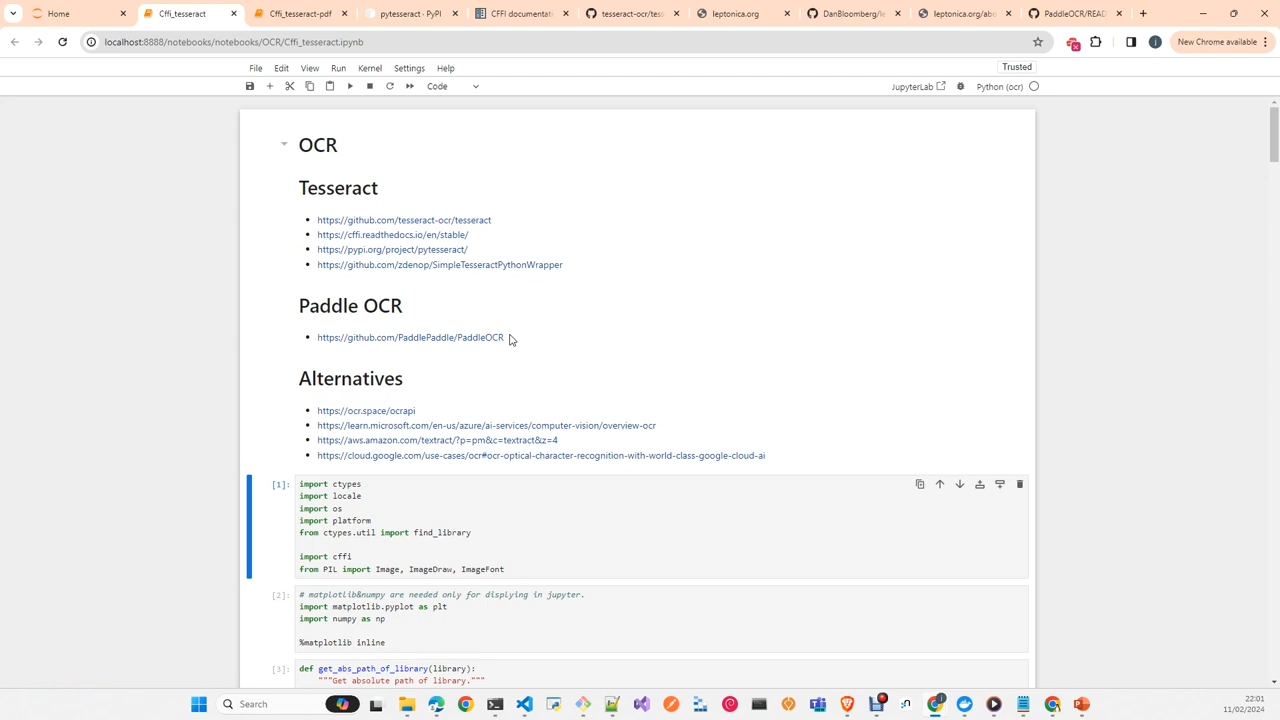 Home
Cffi_tesseract
Cffi_tesseract-pdf
pytesseract · PyPI
CFFI documentation
tesseract-ocr/tess
leptonica.org
DanBloomberg/le
leptonica.org/abo
PaddleOCR/READ
localhost:8888/notebooks/notebooks/OCR/Cffi_tesseract.ipynb
New Chrome available
File Edit View Run Kernel Settings Help
Trusted
Code
JupyterLab
Python (ocr)
OCR
Tesseract
https://github.com/tesseract-ocr/tesseract
https://cffi.readthedocs.io/en/stable/
https://pypi.org/project/pytesseract/
https://github.com/zdenop/SimpleTesseractPythonWrapper
Paddle OCR
https://github.com/PaddlePaddle/PaddleOCR
Alternatives
https://ocr.space/ocrapi
https://learn.microsoft.com/en-us/azure/ai-services/computer-vision/overview-ocr
https://aws.amazon.com/textract/?p=pm&c=textract&z=4
https://cloud.google.com/use-cases/ocr#ocr-optical-character-recognition-with-world-class-google-cloud-ai
[1]:
import ctypes
import locale
import os
import platform
from ctypes.util import find_library
import cffi
from PIL import Image, ImageDraw, ImageFont
[2]:
# matplotlib&numpy are needed only for displying in jupyter.
import matplotlib.pyplot as plt
import numpy as np
%matplotlib inline
[3]:
def get_abs_path_of_library(library):
"""Get absolute path of library."""
Search
22:01
11/02/2024